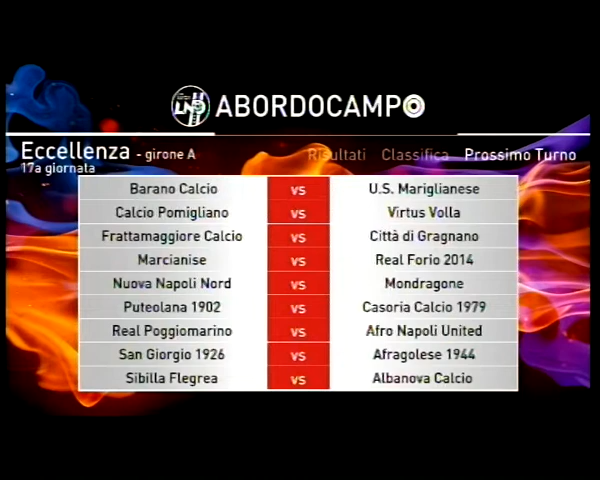 LND ABORDOCAMPO
Eccellenza - girone A Risultati Classifica Prossimo Turno
17a giornata
Barano Calcio vs U.S. Mariglianese
Calcio Pomigliano vs Virtus Volla
Frattamaggiore Calcio vs Città di Gragnano
Marcianise vs Real Forio 2014
Nuova Napoli Nord vs Mondragone
Puteolana 1902 vs Casoria Calcio 1979
Real Poggiomarino vs Afro Napoli United
San Giorgio 1926 vs Afragolese 1944
Sibilla Flegrea vs Albanova Calcio